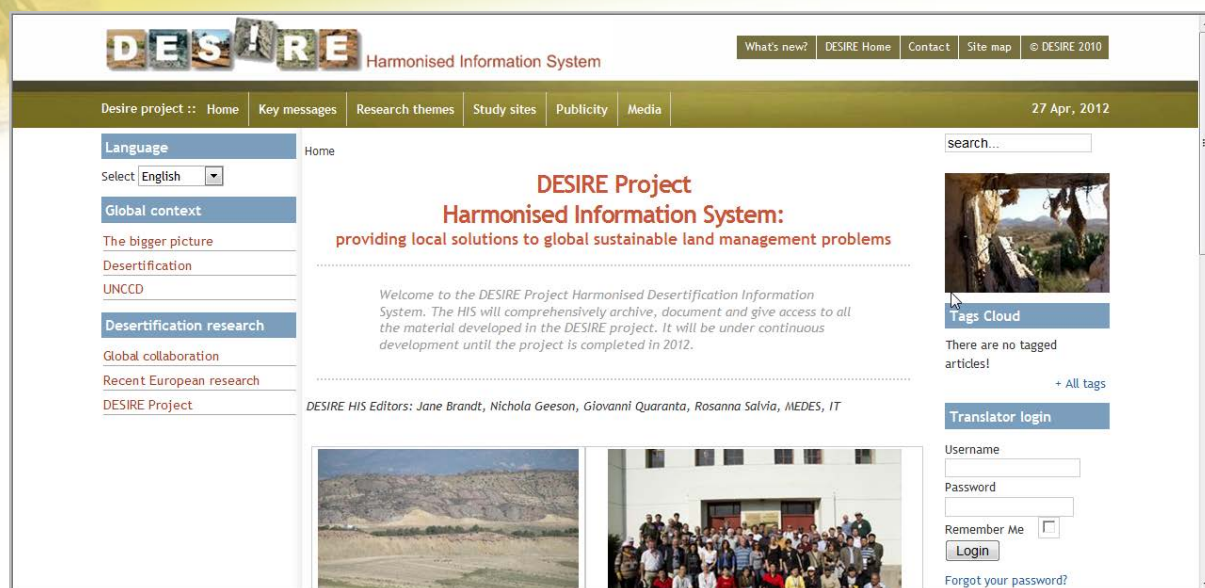 DES!RE Harmonised Information System
What's new? DESIRE Home Contact Site map © DESIRE 2010
Desire project :: Home Key messages Research themes Study sites Publicity Media 27 Apr, 2012
Language
Select English
Global context
The bigger picture
Desertification
UNCCD
Desertification research
Global collaboration
Recent European research
DESIRE Project
Home
DESIRE Project
Harmonised Information System:
providing local solutions to global sustainable land management problems
Welcome to the DESIRE Project Harmonised Desertification Information
System. The HIS will comprehensively archive, document and give access to all
the material developed in the DESIRE project. It will be under continuous
development until the project is completed in 2012.
DESIRE HIS Editors: Jane Brandt, Nichola Geeson, Giovanni Quaranta, Rosanna Salvia, MEDES, IT
search...
Tags Cloud
There are no tagged
articles!
+ All tags
Translator login
Username
Password
Remember Me
Login
Forgot your password?